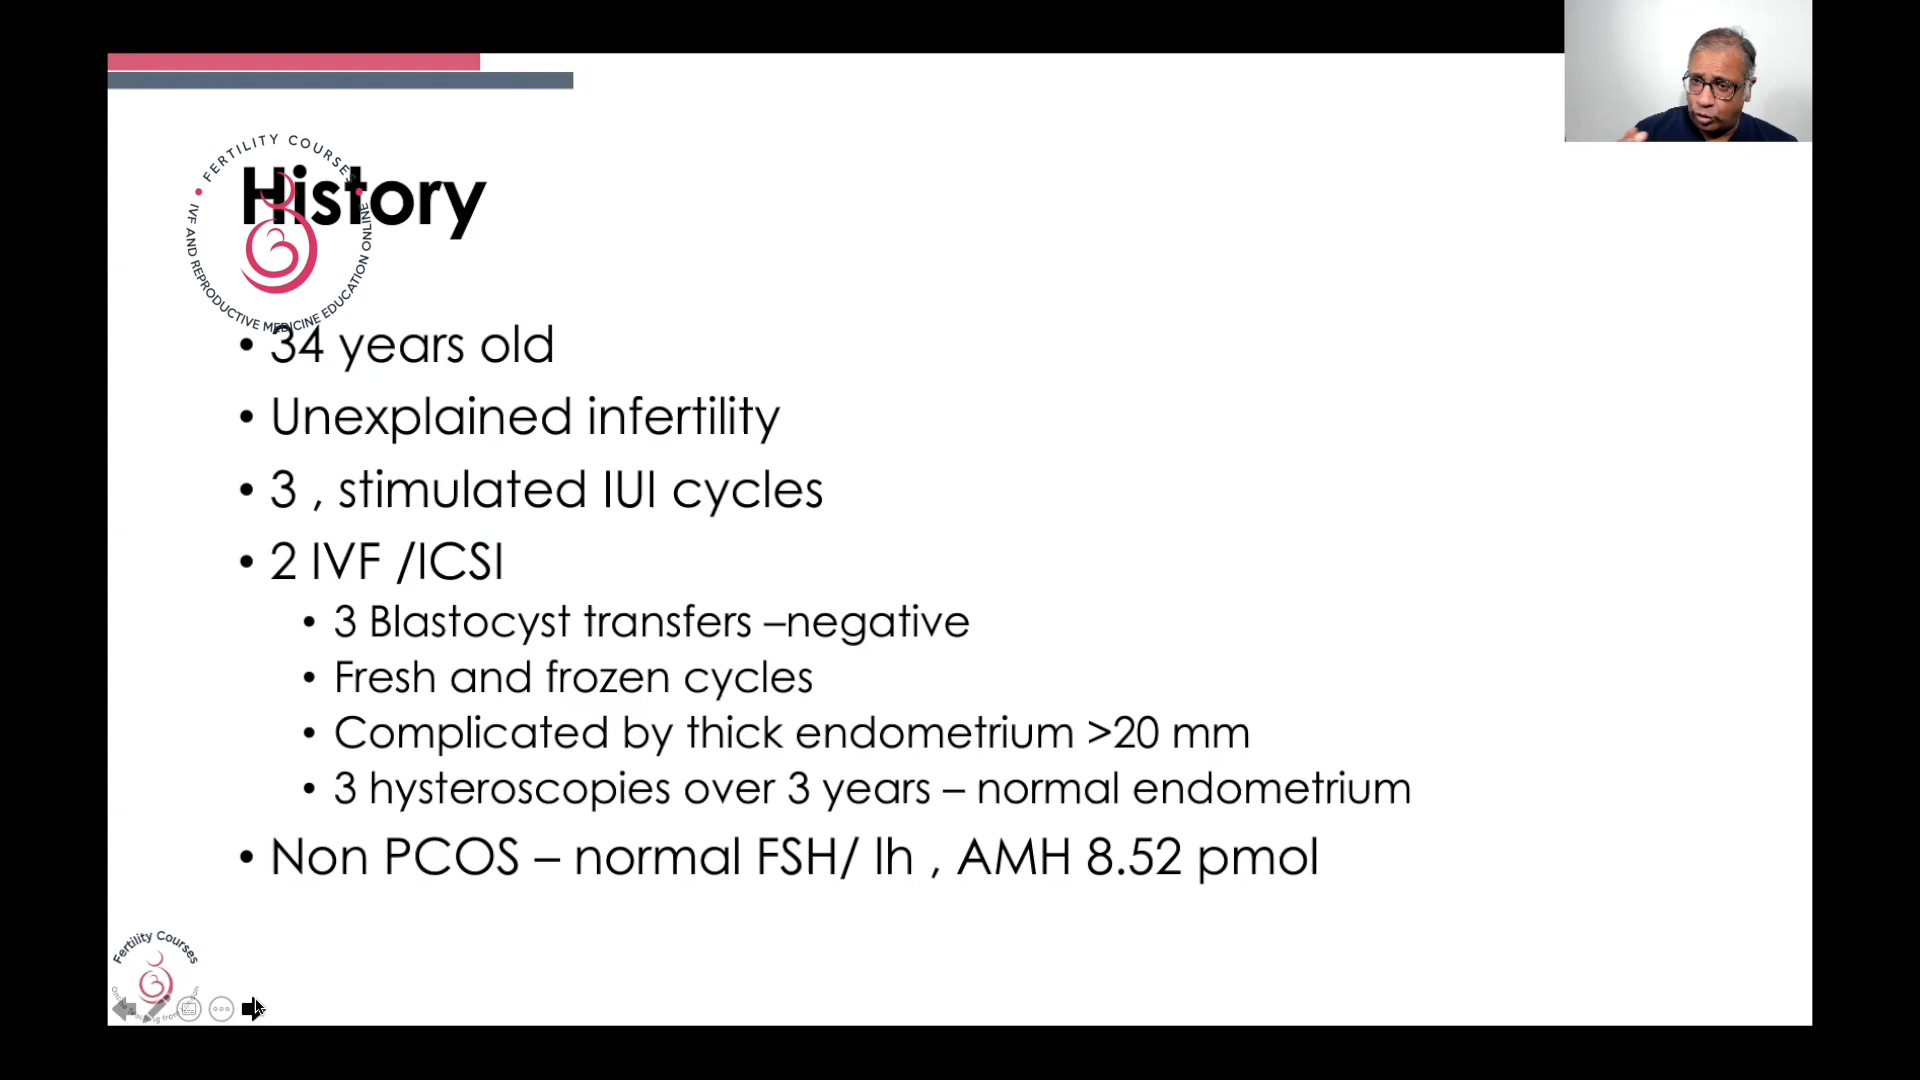 FERTILITY COURSES
IVF AND REPRODUCTIVE MEDICINE EDUCATION ONLINE
History
• 34 years old
• Unexplained infertility
• 3 , stimulated IUI cycles
• 2 IVF /ICSI
• 3 Blastocyst transfers –negative
• Fresh and frozen cycles
• Complicated by thick endometrium >20 mm
• 3 hysteroscopies over 3 years – normal endometrium
• Non PCOS – normal FSH/ lh , AMH 8.52 pmol
Fertility Courses